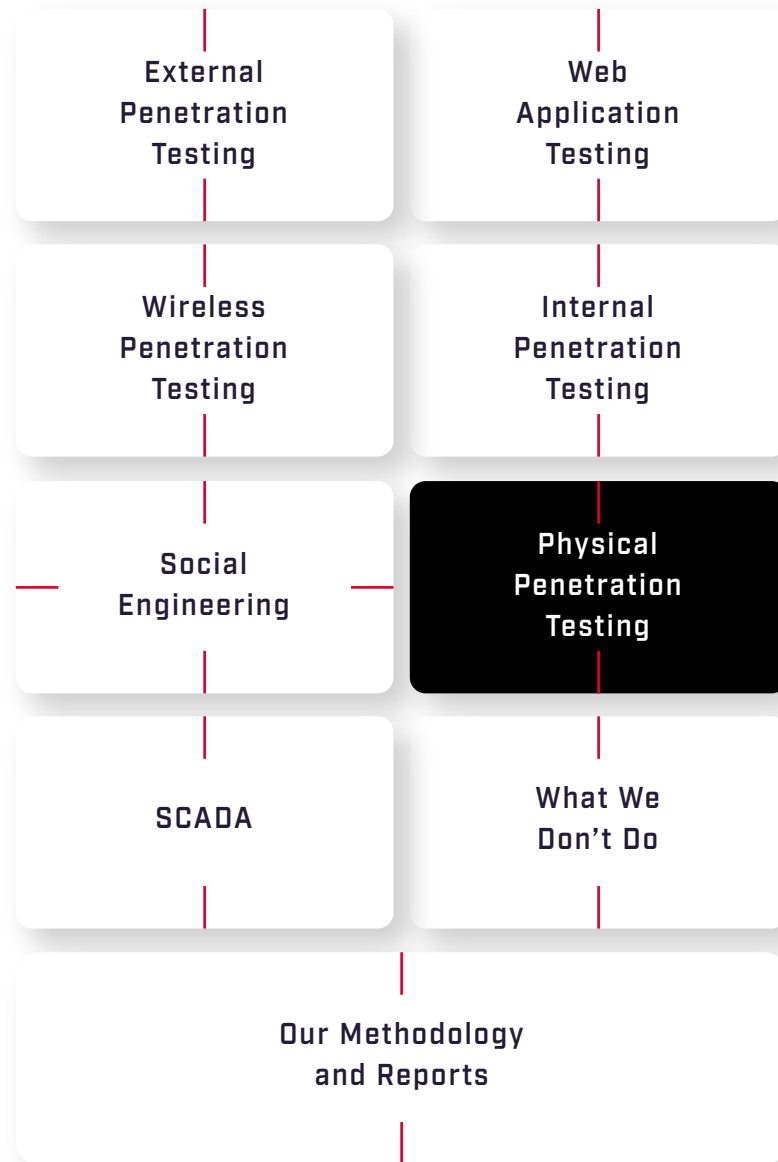 External
Penetration
Testing
Web
Application
Testing
Wireless
Penetration
Testing
Internal
Penetration
Testing
Social
Engineering
Physical
Penetration
Testing
SCADA
What We
Don’t Do
Our Methodology
and Reports